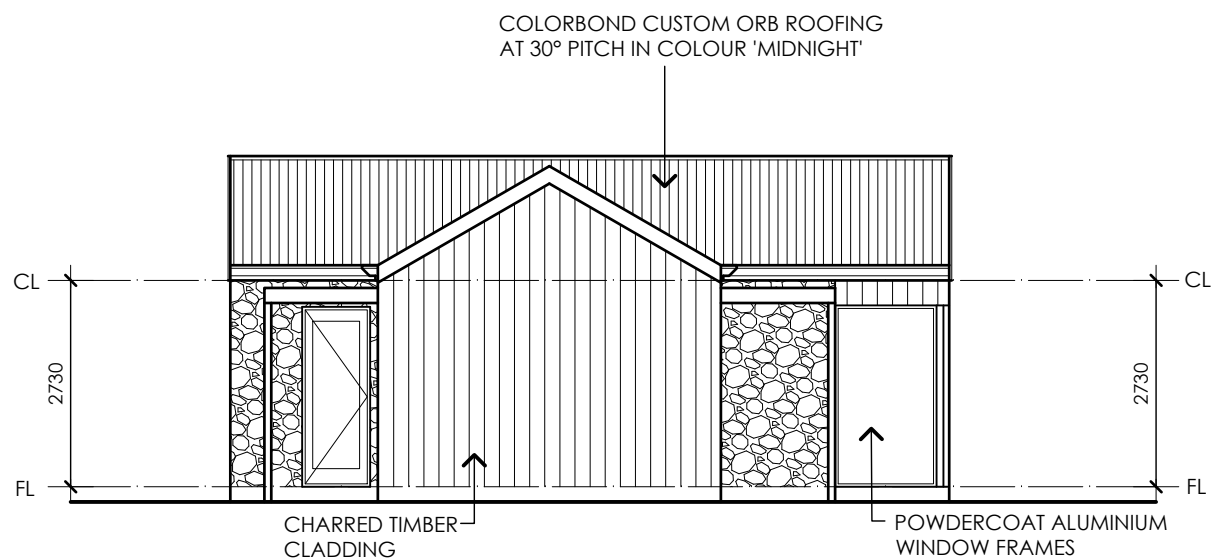 COLORBOND CUSTOM ORB ROOFING
AT 30° PITCH IN COLOUR 'MIDNIGHT'
CL
CL
2730
2730
FL
FL
CHARRED TIMBER
CLADDING
POWDERCOAT ALUMINIUM
WINDOW FRAMES